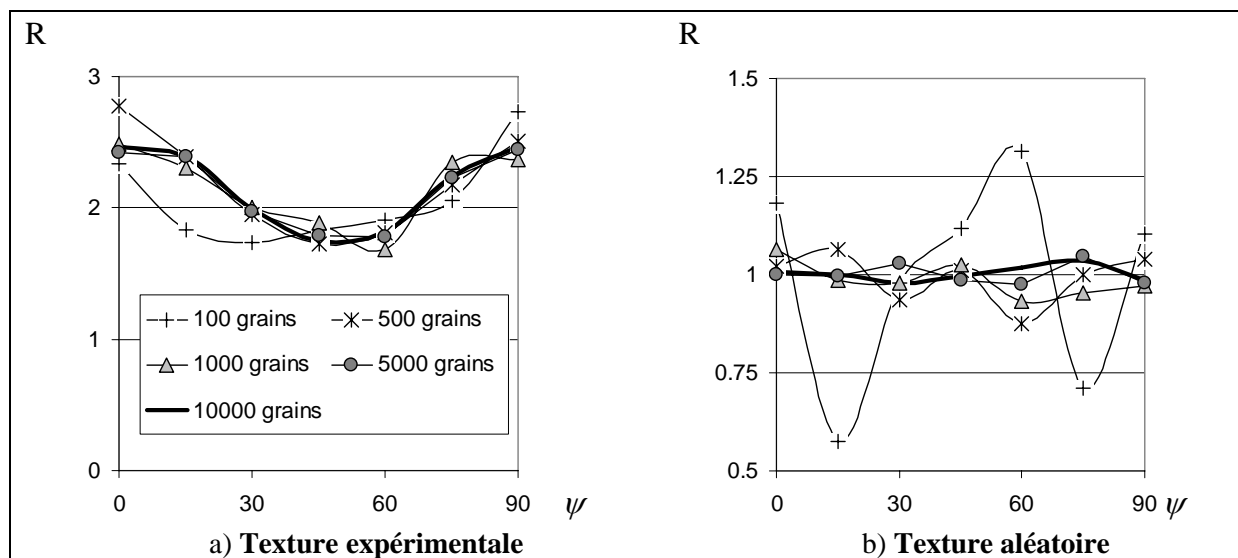 R
3
2
1
0
100 grains
500 grains
1000 grains
5000 grains
10000 grains
0 30 60 90 ψ
a) Texture expérimentale
R
1.5
1.25
1
0.75
0.5
0 30 60 90 ψ
b) Texture aléatoire